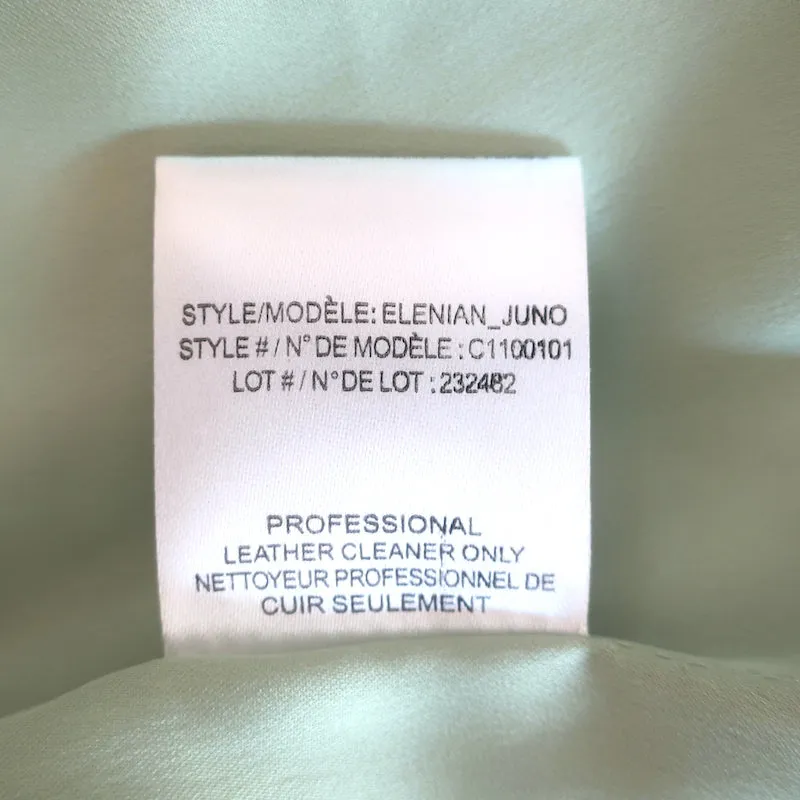 STYLE/MODÈLE: ELENIAN_JUNO
STYLE # / N° DE MODÈLE : C1100101
LOT # / N° DE LOT : 232482
PROFESSIONAL
LEATHER CLEANER ONLY
NETTOYEUR PROFESSIONNEL DE
CUIR SEULEMENT